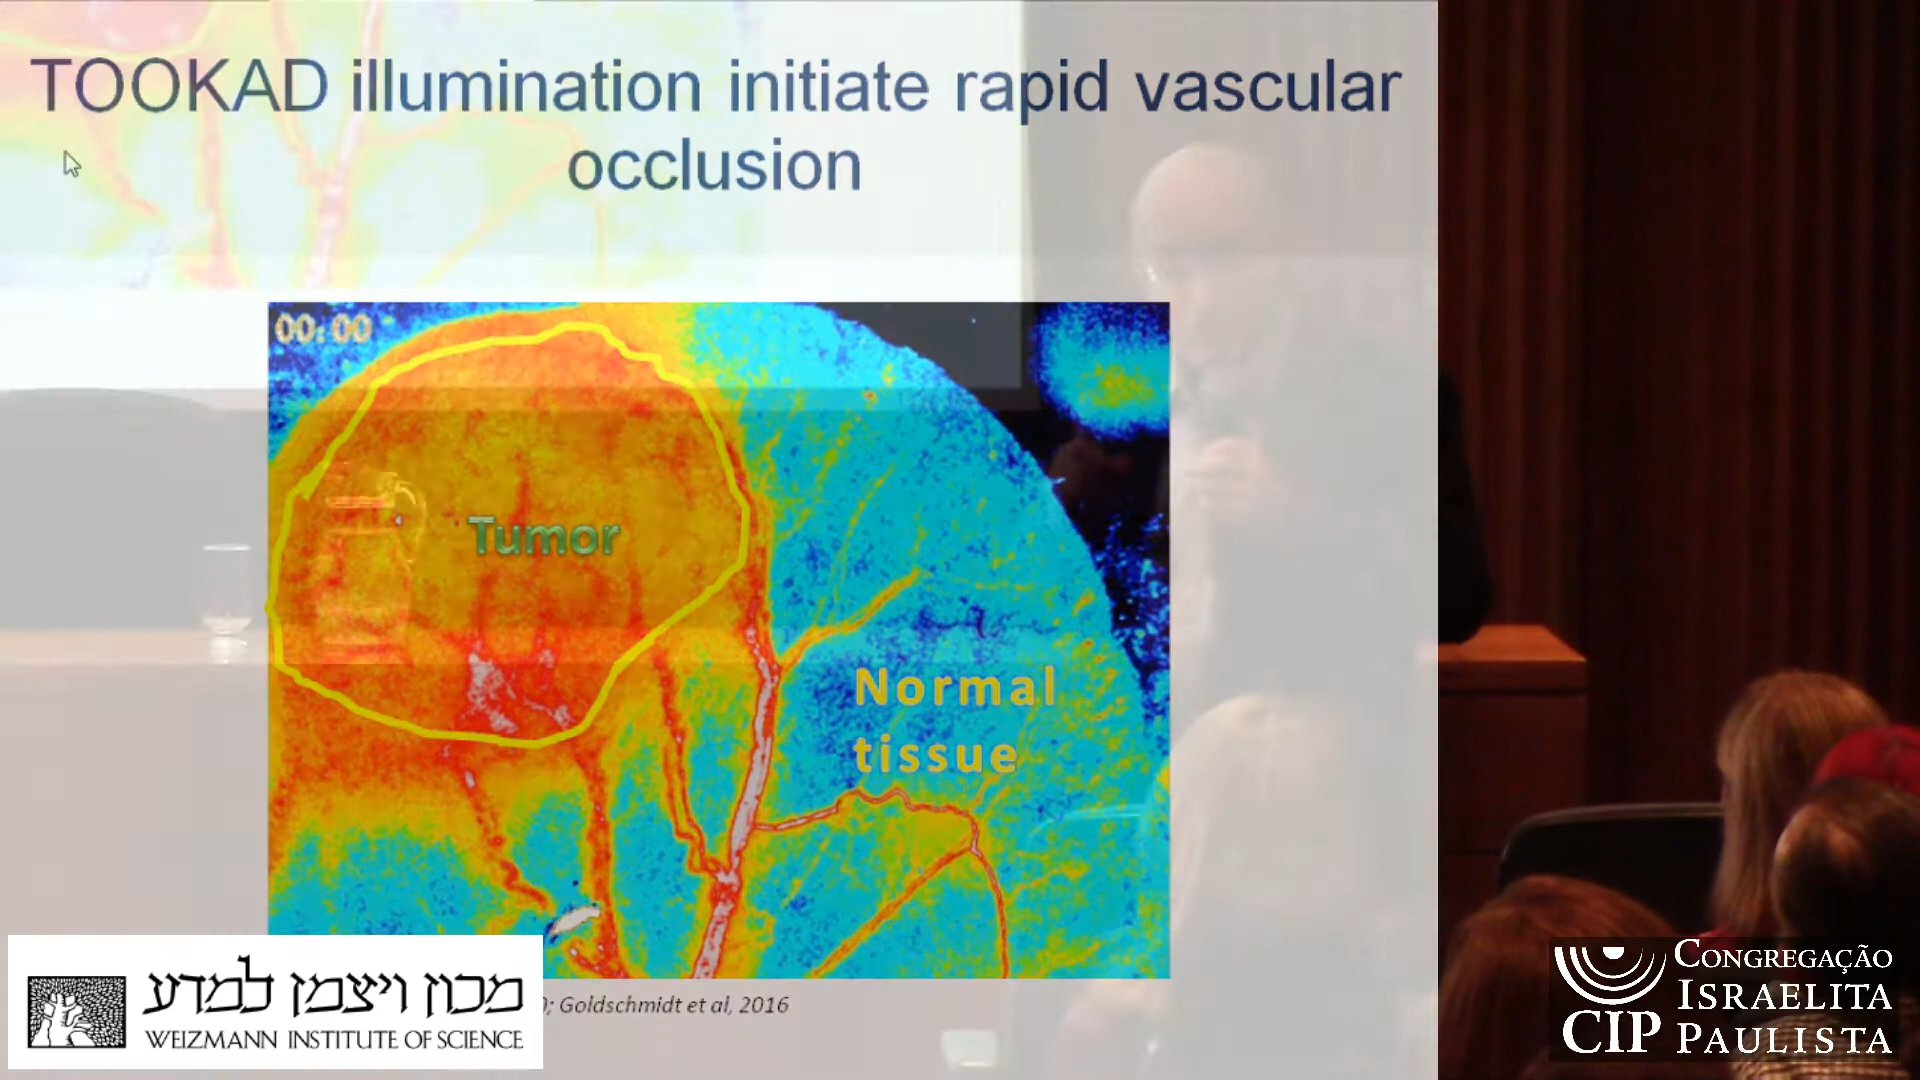 TOOKAD illumination initiate rapid vascular
occlusion
00:00
Tumor
Normal
tissue
; Goldschmidt et al, 2016
מכון ויצמן למדע
WEIZMANN INSTITUTE OF SCIENCE
CIP
CONGREGAÇÃO
ISRAELITA
PAULISTA